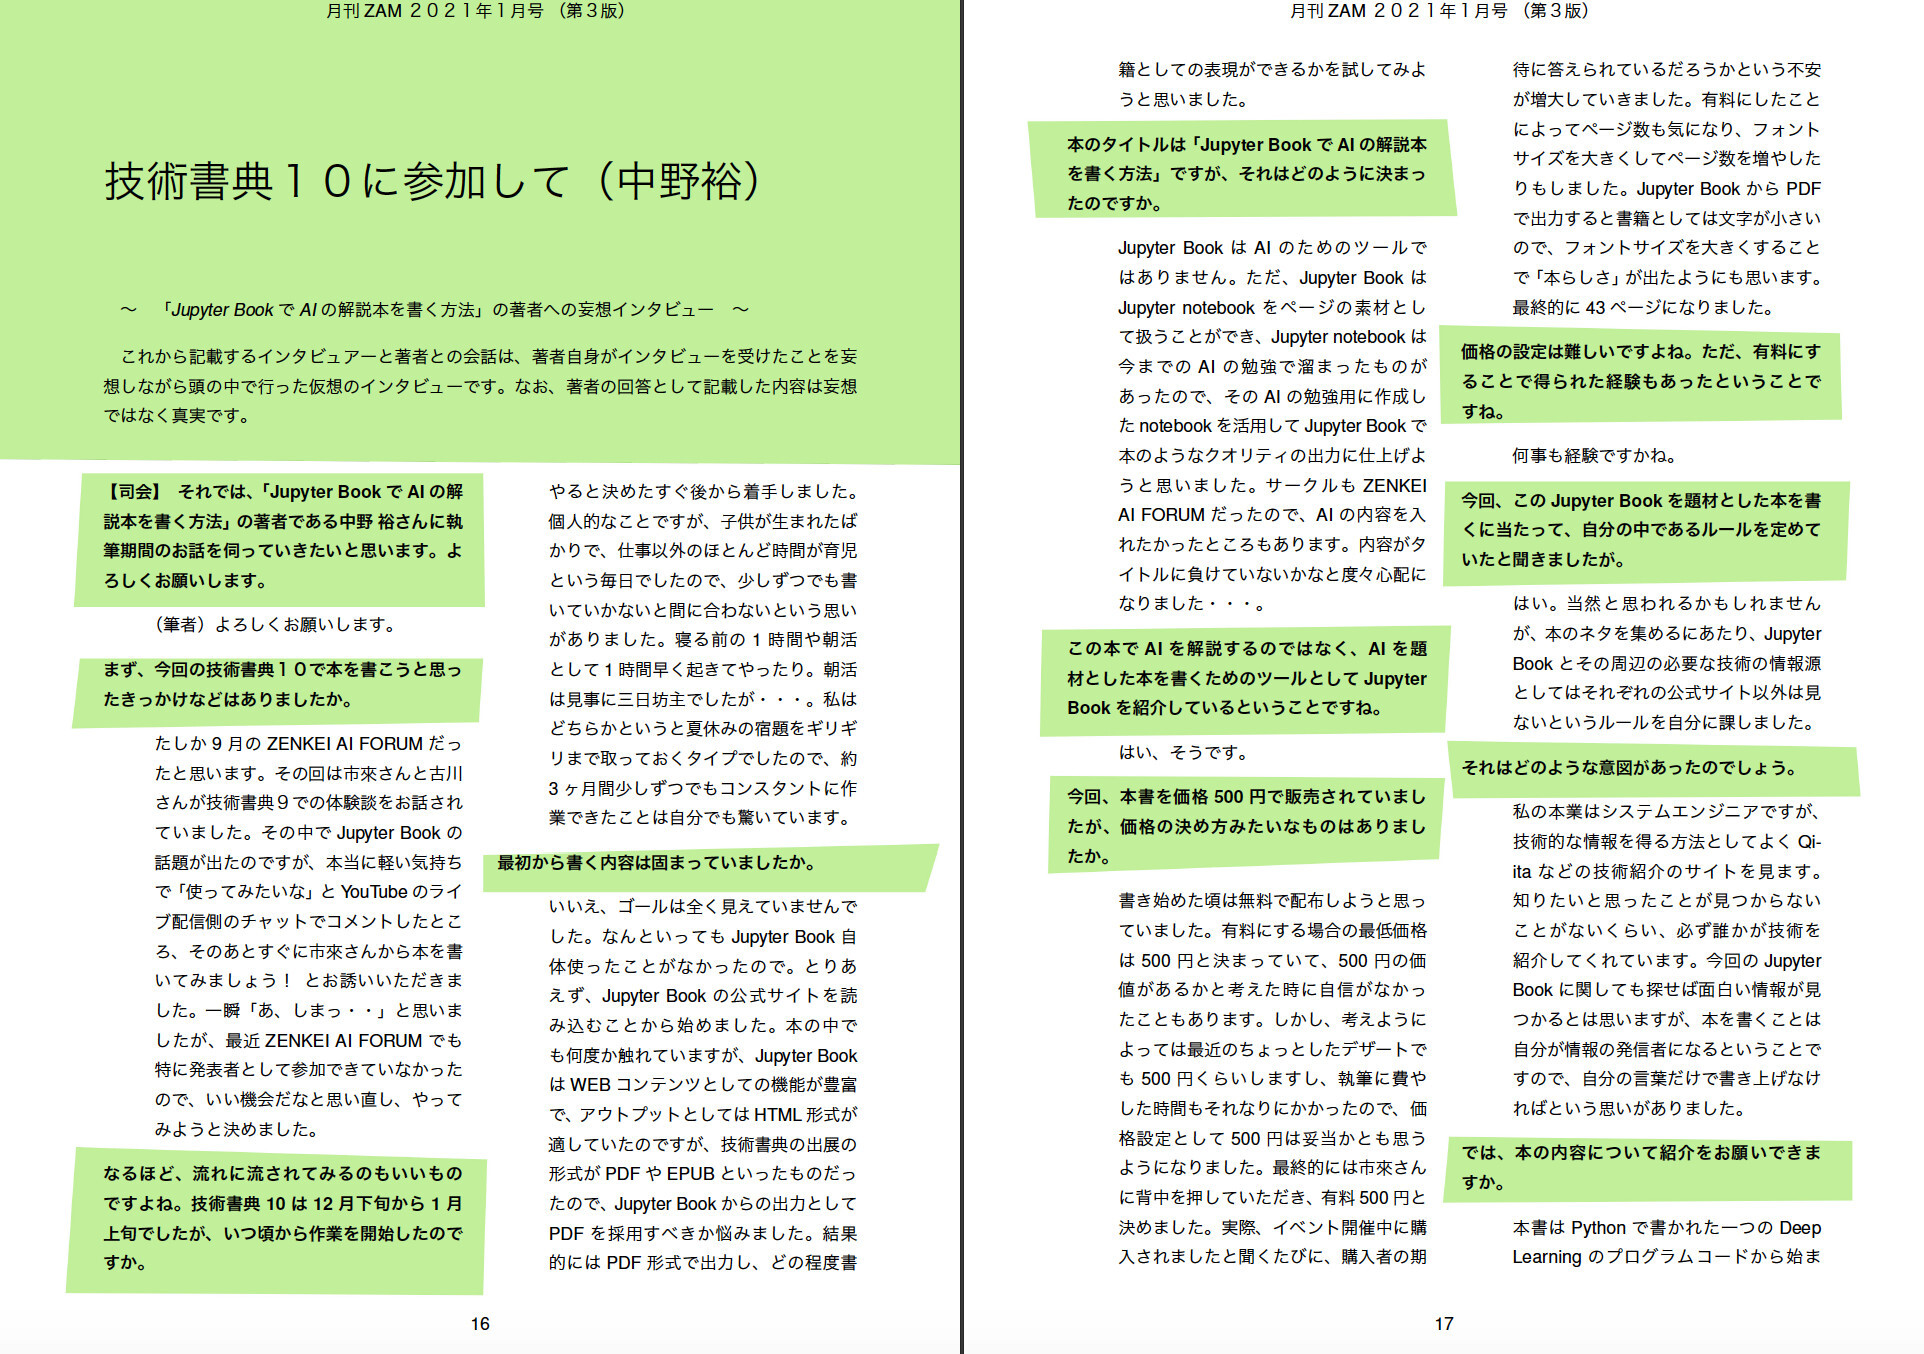 月刊 ZAM ２０２１年１月号 （第３版）
技術書典１０に参加して（中野裕）
～　「Jupyter Book で AI の解説本を書く方法」の著者への妄想インタビュー　～
これから記載するインタビュアーと著者との会話は、著者自身がインタビューを受けたことを妄
想しながら頭の中で行った仮想のインタビューです。なお、著者の回答として記載した内容は妄想
ではなく真実です。
【司会】 それでは、「Jupyter Book で AI の解
説本を書く方法」の著者である中野 裕さんに執
筆期間のお話を伺っていきたいと思います。よ
ろしくお願いします。
（筆者）よろしくお願いします。
まず、今回の技術書典１０で本を書こうと思っ
たきっかけなどはありましたか。
たしか 9 月の ZENKEI AI FORUM だっ
たと思います。その回は市來さんと古川
さんが技術書典９での体験談をお話され
ていました。その中で Jupyter Book の
話題が出たのですが、本当に軽い気持ち
で「使ってみたいな」と YouTube のライ
ブ配信側のチャットでコメントしたとこ
ろ、そのあとすぐに市來さんから本を書
いてみましょう！ とお誘いいただきま
した。一瞬「あ、しまっ・・」と思いま
したが、最近 ZENKEI AI FORUM でも
特に発表者として参加できていなかった
ので、いい機会だなと思い直し、やって
みようと決めました。
なるほど、流れに流されてみるのもいいもの
ですよね。技術書典 10 は 12 月下旬から 1 月
上旬でしたが、いつ頃から作業を開始したので
すか。
やると決めたすぐ後から着手しました。
個人的なことですが、子供が生まれたば
かりで、仕事以外のほとんど時間が育児
という毎日でしたので、少しずつでも書
いていかないと間に合わないという思い
がありました。寝る前の 1 時間や朝活
として 1 時間早く起きてやったり。朝活
は見事に三日坊主でしたが・・・。私は
どちらかというと夏休みの宿題をギリギ
リまで取っておくタイプでしたので、約
3 ヶ月間少しずつでもコンスタントに作
業できたことは自分でも驚いています。
最初から書く内容は固まっていましたか。
いいえ、ゴールは全く見えていませんで
した。なんといっても Jupyter Book 自
体使ったことがなかったので。とりあ
えず、Jupyter Book の公式サイトを読
み込むことから始めました。本の中で
も何度か触れていますが、Jupyter Book
は WEB コンテンツとしての機能が豊富
で、アウトプットとしては HTML 形式が
適していたのですが、技術書典の出展の
形式が PDF や EPUB といったものだっ
たので、Jupyter Book からの出力として
PDF を採用すべきか悩みました。結果
的には PDF 形式で出力し、どの程度書
16
月刊 ZAM ２０２１年１月号 （第３版）
籍としての表現ができるかを試してみよ
うと思いました。
本のタイトルは「Jupyter Book で AI の解説本
を書く方法」ですが、それはどのように決まっ
たのですか。
Jupyter Book は AI のためのツールで
はありません。ただ、Jupyter Book は
Jupyter notebook をページの素材とし
て扱うことができ、Jupyter notebook は
今までの AI の勉強で溜まったものが
あったので、その AI の勉強用に作成し
た notebook を活用して Jupyter Book で
本のようなクオリティの出力に仕上げよ
うと思いました。サークルも ZENKEI
AI FORUM だったので、AI の内容を入
れたかったところもあります。内容がタ
イトルに負けていないかなと度々心配に
なりました・・・。
この本で AI を解説するのではなく、AI を題
材とした本を書くためのツールとして Jupyter
Book を紹介しているということですね。
はい、そうです。
今回、本書を価格 500 円で販売されていまし
たが、価格の決め方みたいなものはありまし
たか。
書き始めた頃は無料で配布しようと思っ
ていました。有料にする場合の最低価格
は 500 円と決まっていて、500 円の価
値があるかと考えた時に自信がなかっ
たこともあります。しかし、考えように
よっては最近のちょっとしたデザートで
も 500 円くらいしますし、執筆に費や
した時間もそれなりにかかったので、価
格設定として 500 円は妥当かとも思う
ようになりました。最終的には市來さん
に背中を押していただき、有料 500 円と
決めました。実際、イベント開催中に購
入されましたと聞くたびに、購入者の期
待に答えられているだろうかという不安
が増大していきました。有料にしたこと
によってページ数も気になり、フォント
サイズを大きくしてページ数を増やした
りもしました。Jupyter Book から PDF
で出力すると書籍としては文字が小さい
ので、フォントサイズを大きくすること
で「本らしさ」が出たようにも思います。
最終的に 43 ページになりました。
価格の設定は難しいですよね。ただ、有料にす
ることで得られた経験もあったということで
すね。
何事も経験ですかね。
今回、この Jupyter Book を題材とした本を書
くに当たって、自分の中であるルールを定めて
いたと聞きましたが。
はい。当然と思われるかもしれません
が、本のネタを集めるにあたり、Jupyter
Book とその周辺の必要な技術の情報源
としてはそれぞれの公式サイト以外は見
ないというルールを自分に課しました。
それはどのような意図があったのでしょう。
私の本業はシステムエンジニアですが、
技術的な情報を得る方法としてよく Qi-
ita などの技術紹介のサイトを見ます。
知りたいと思ったことが見つからない
ことがないくらい、必ず誰かが技術を
紹介してくれています。今回の Jupyter
Book に関しても探せば面白い情報が見
つかるとは思いますが、本を書くことは
自分が情報の発信者になるということで
すので、自分の言葉だけで書き上げなけ
ればという思いがありました。
では、本の内容について紹介をお願いできま
すか。
本書は Python で書かれた一つの Deep
Learning のプログラムコードから始ま
17